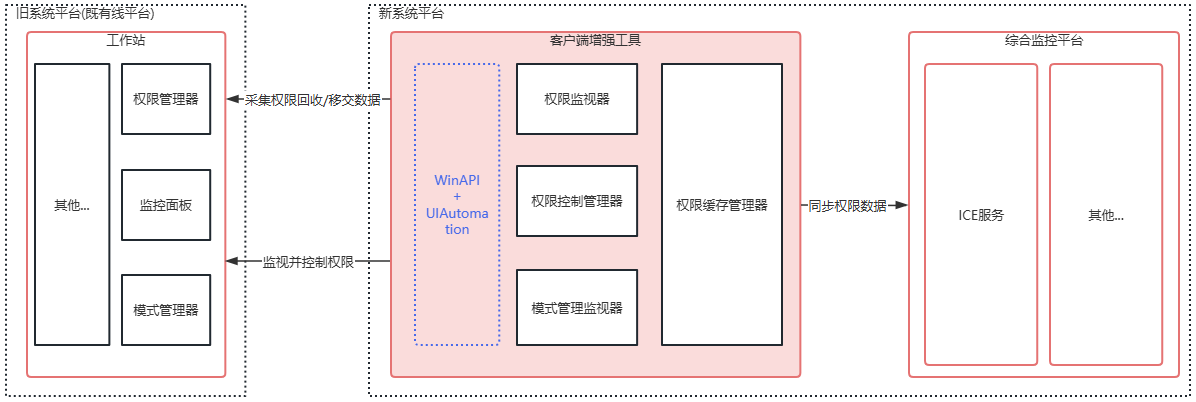 旧系统平台(既有线平台)
工作站
其他...
权限管理器
监控面板
模式管理器
采集权限回收/移交数据
监视并控制权限
新系统平台
客户端增强工具
WinAPI
+
UIAutoma
tion
权限监视器
权限控制管理器
模式管理监视器
权限缓存管理器
同步权限数据
综合监控平台
ICE服务
其他...